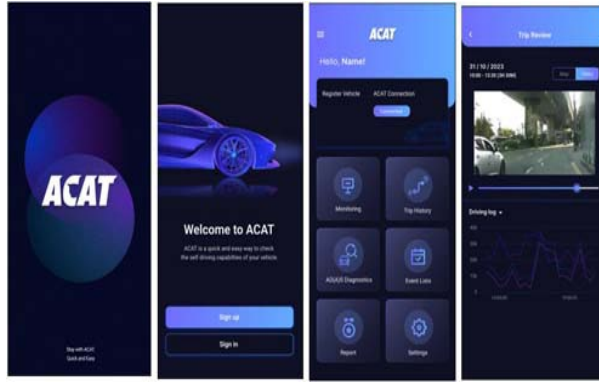 ACAT
Stay with ACAT
Quick and Easy
Welcome to ACAT
ACAT is a quick and easy way to check
the self driving capabilities of your vehicle
Sign up
Sign in
ACAT
Hello, Name!
Register Vehicle
ACAT Connection
Monitoring
Trip History
Diagnostics
Event Lists
Report
Settings
Trip Review
31 / 10 / 2023
Driving log